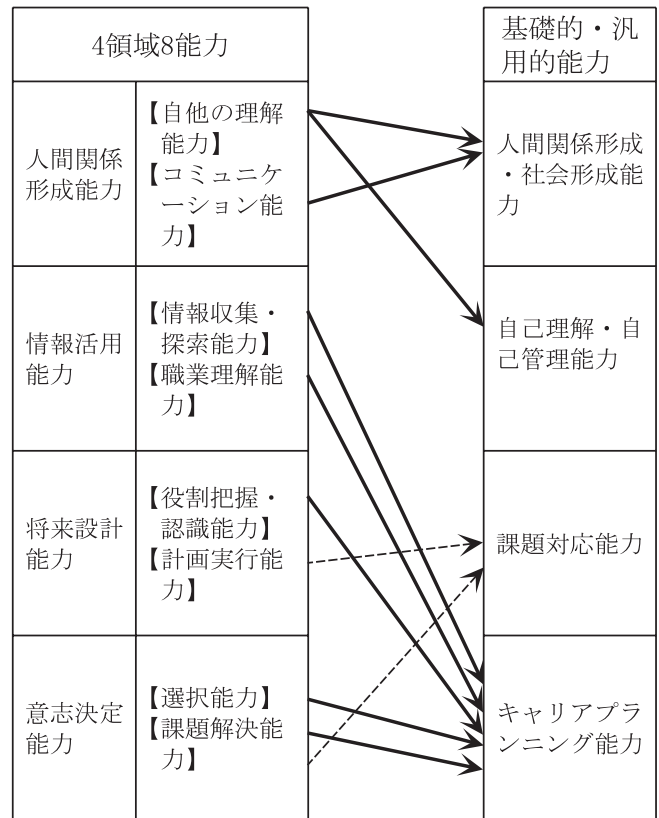 4領域8能力
基礎的・汎
用的能力
人間関係
形成能力
【自他の理解
能力】
【コミュニケ
ーション能
力】
人間関係形成
・社会形成能
力
情報活用
能力
【情報収集・
探索能力】
【職業理解能
力】
自己理解・自
己管理能力
将来設計
能力
【役割把握・
認識能力】
【計画実行能
力】
課題対応能力
意志決定
能力
【選択能力】
【課題解決能
力】
キャリアプラ
ンニング能力